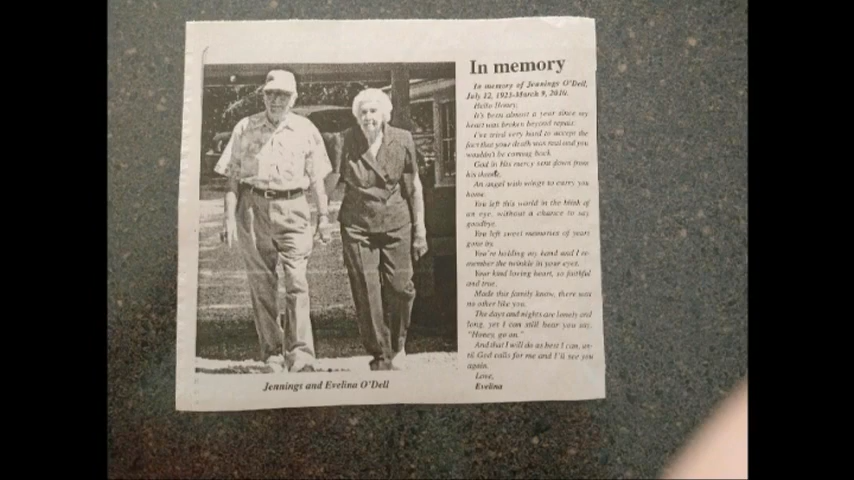 In memory
In memory of Jennings O'Dell,
July 12, 1923-March 9, 2010.
Hello Honey,
It's been almost a year since my
heart was broken beyond repair.
I've tried very hard to accept the
fact that your death was real and you
wouldn't be coming back.
God in His mercy sent down from
his throne,
An angel with wings to carry you
home.
You left this world in the blink of
an eye, without a chance to say
goodbye.
You left sweet memories of years
gone by.
You're holding my hand and I re-
member the twinkle in your eyes.
Your kind loving heart, so faithful
and true.
Made this family know, there was
no other like you.
The days and nights are lonely and
long, yet I can still hear you say,
"Honey, go on."
And that I will do as best I can, un-
til God calls for me and I'll see you
again.
Love,
Evelina
Jennings and Evelina O'Dell